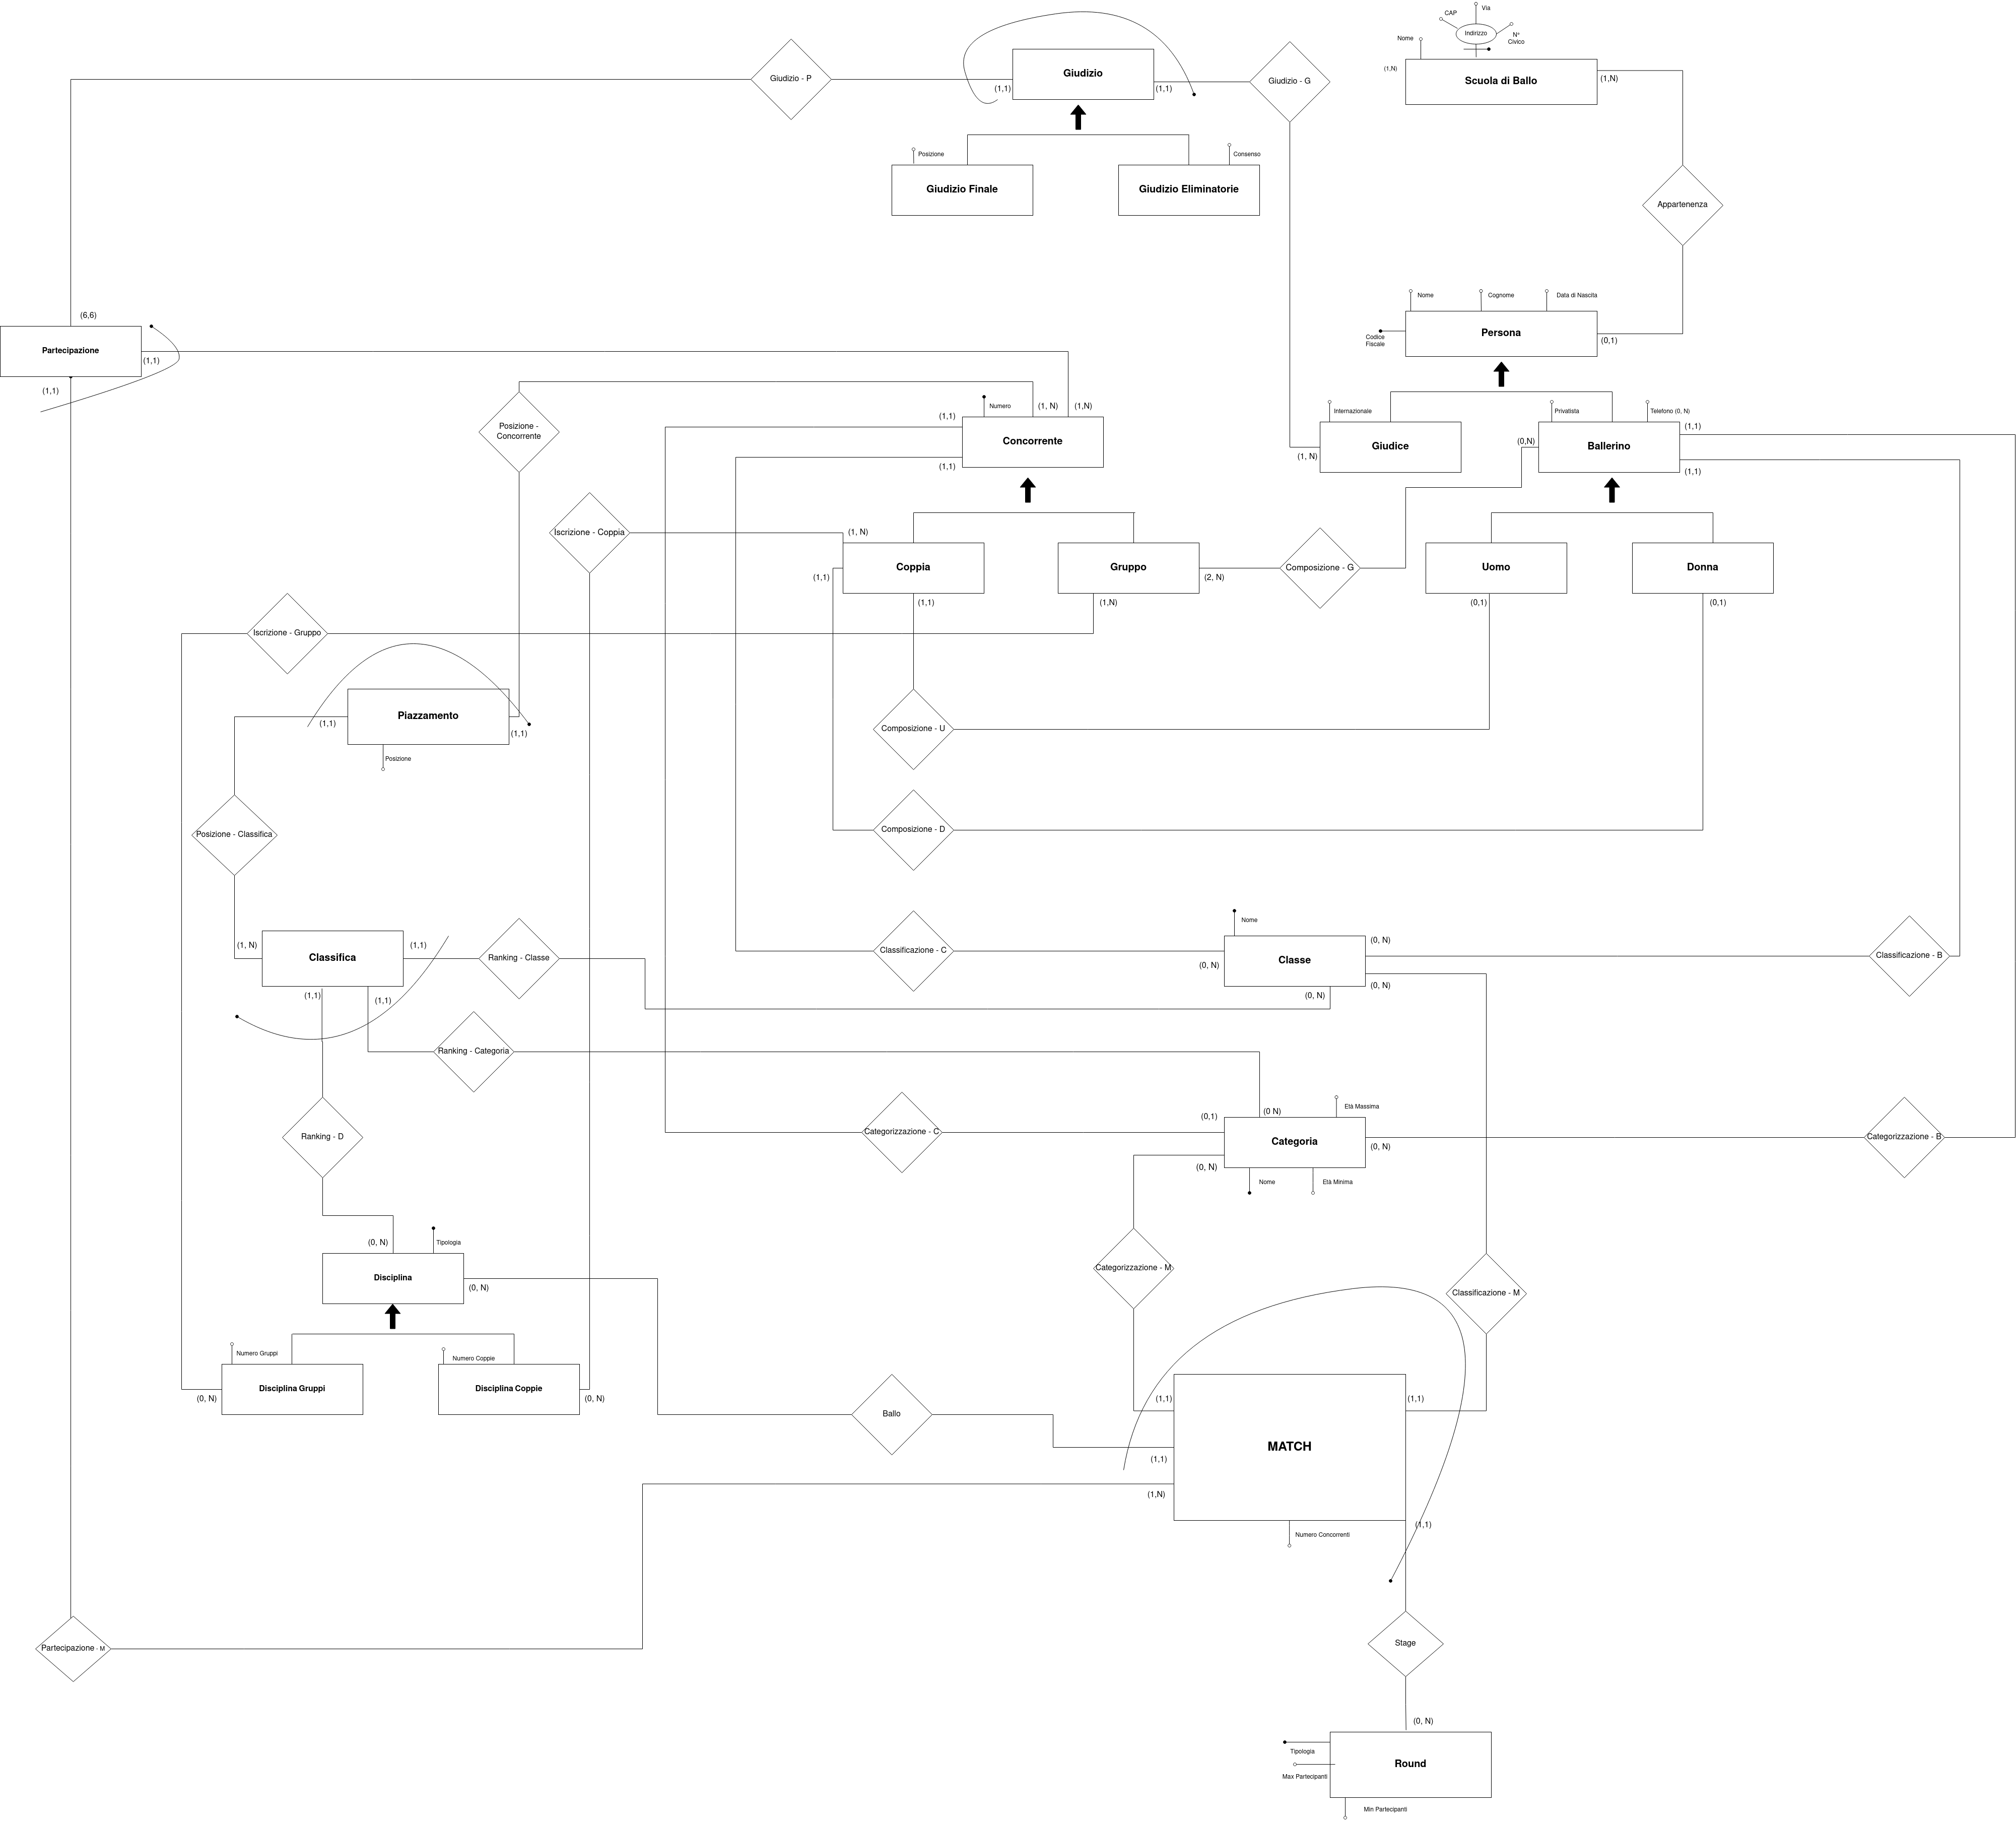 CAP
Via
Indirizzo
N°
Civico
Nome
(1,N)
Scuola di Ballo
(1,N)
Giudizio - P
Giudizio
(1,1)
(1,1)
Giudizio - G
Posizione
Giudizio Finale
Consenso
Giudizio Eliminatorie
Appartenenza
Nome
Cognome
Data di Nascita
Codice
Fiscale
Persona
(0,1)
(6,6)
Partecipazione
(1,1)
(1,1)
Posizione -
Concorrente
Numero
(1, N)
(1,N)
(1,1)
Concorrente
(1,1)
Internazionale
Giudice
(1, N)
Privatista
Telefono (0, N)
(0,N)
Ballerino
(1,1)
(1,1)
Iscrizione - Coppia
(1, N)
(1,1)
Coppia
(1,1)
Gruppo
(1,N)
(2, N)
Composizione - G
Uomo
(0,1)
Donna
(0,1)
Iscrizione - Gruppo
Piazzamento
(1,1)
(1,1)
Posizione
Composizione - U
Posizione - Classifica
Composizione - D
(1, N)
Classifica
(1,1)
(1,1)
(1,1)
Ranking - Classe
Classificazione - C
Nome
(0, N)
Classe
(0, N)
(0, N)
(0, N)
Classificazione - B
Ranking - Categoria
Ranking - D
Categorizzazione - C
(0,1)
(0 N)
Età Massima
Categoria
(0, N)
(0, N)
Nome
Età Minima
Categorizzazione - B
(0, N)
Tipologia
Disciplina
(0, N)
Categorizzazione - M
Classificazione - M
Numero Gruppi
Disciplina Gruppi
(0, N)
Numero Coppie
Disciplina Coppie
(0, N)
Ballo
(1,1)
(1,1)
MATCH
(1,1)
(1,N)
(1,1)
Numero Concorrenti
Partecipazione - M
Stage
(0, N)
Tipologia
Round
Max Partecipanti
Min Partecipanti